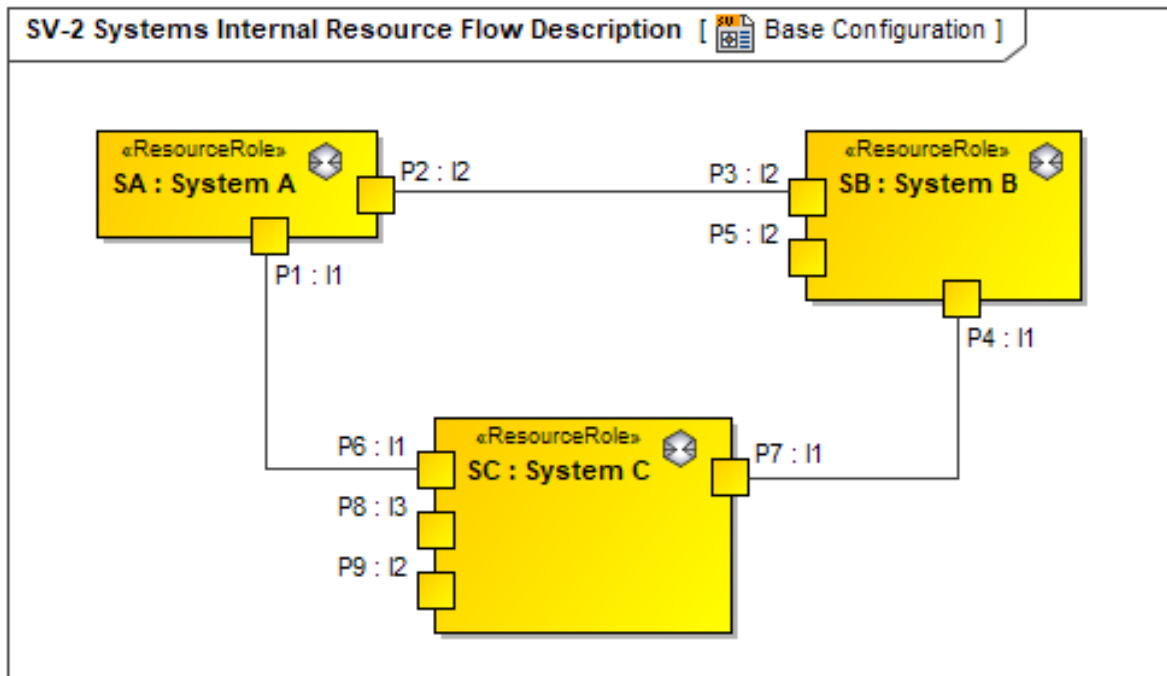 SV-2 Systems Internal Resource Flow Description [ SV Base Configuration ]
«ResourceRole»
SA : System A
P2 : I2
P1 : I1
P3 : I2
P5 : I2
«ResourceRole»
SB : System B
P4 : I1
P6 : I1
P8 : I3
P9 : I2
«ResourceRole»
SC : System C
P7 : I1